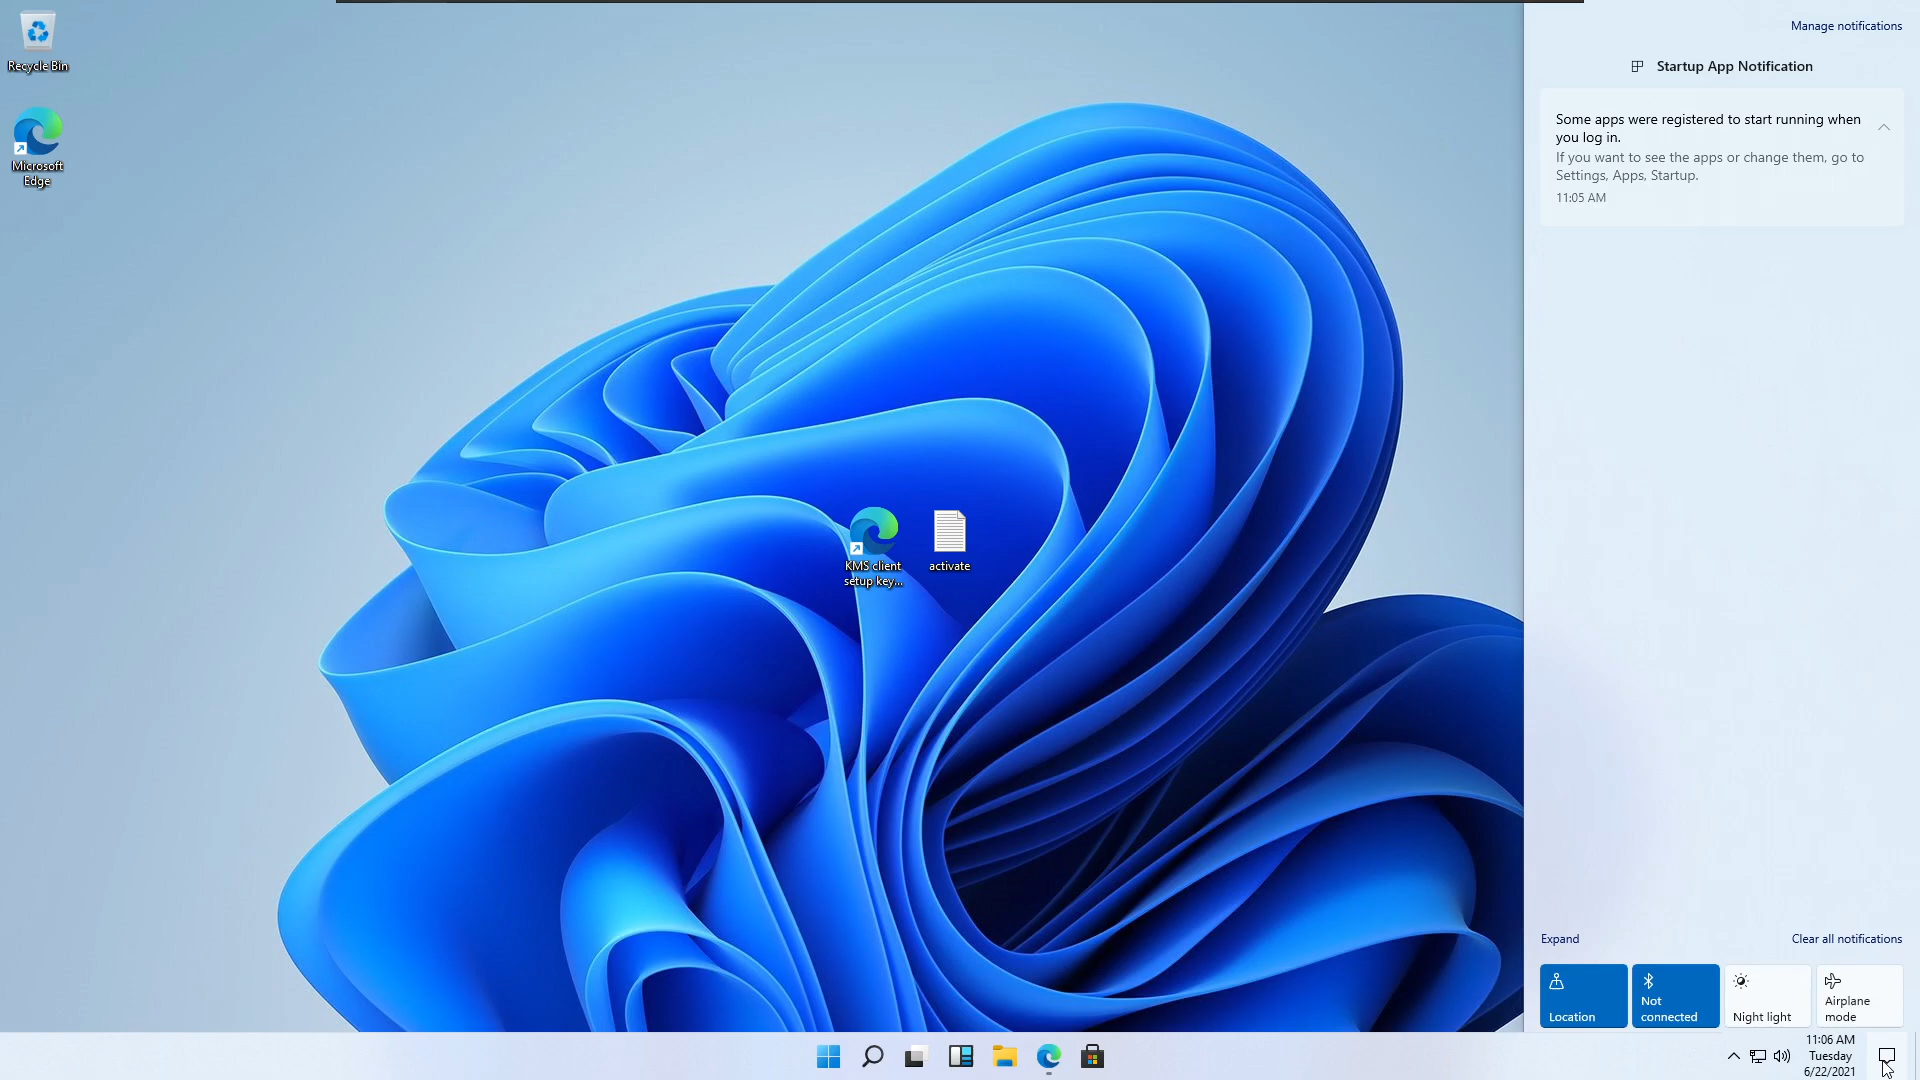 Recycle Bin
Microsoft
Edge
KMS client
setup key...
activate
Manage notifications
Startup App Notification
Some apps were registered to start running when
you log in.
If you want to see the apps or change them, go to
Settings, Apps, Startup.
11:05 AM
Expand
Clear all notifications
Location
Not
connected
Night light
Airplane
mode
11:06 AM
Tuesday
6/22/2021